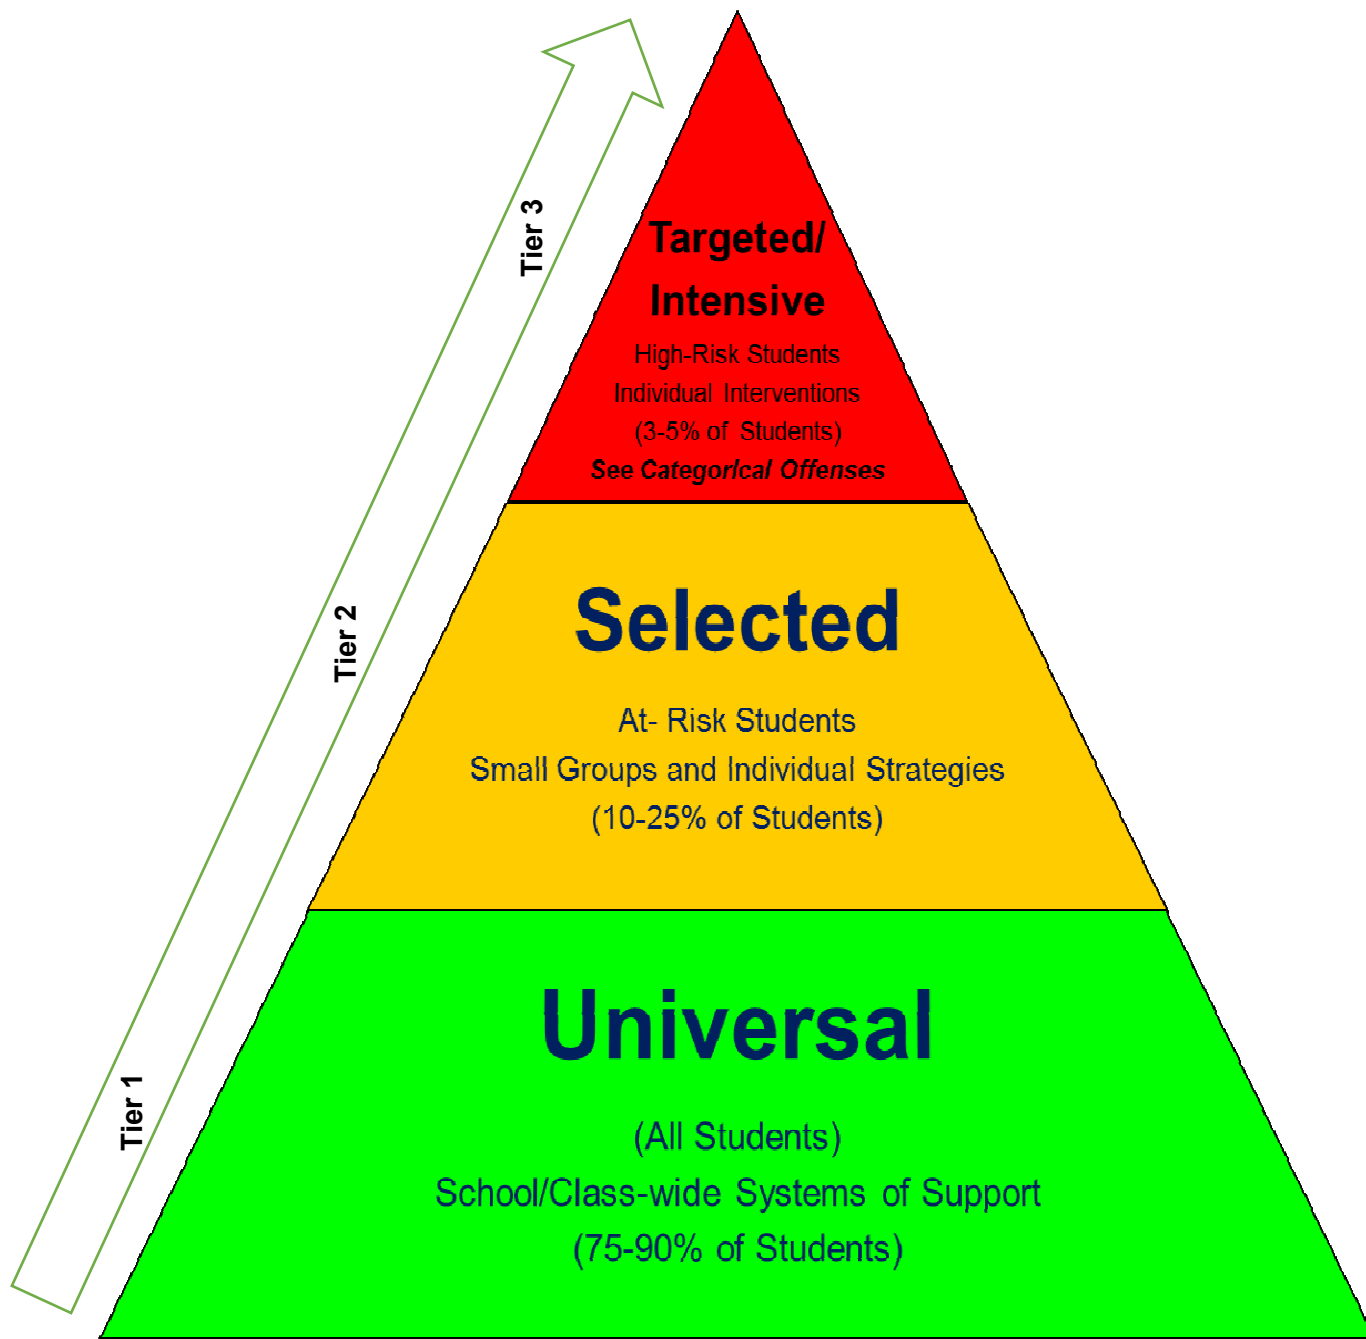 Tier 3
Tier 2
Tier 1
Targeted/
Intensive
High-Risk Students
Individual Interventions
(3-5% of Students)
See Categorical Offenses
Selected
At- Risk Students
Small Groups and Individual Strategies
(10-25% of Students)
Universal
(All Students)
School/Class-wide Systems of Support
(75-90% of Students)